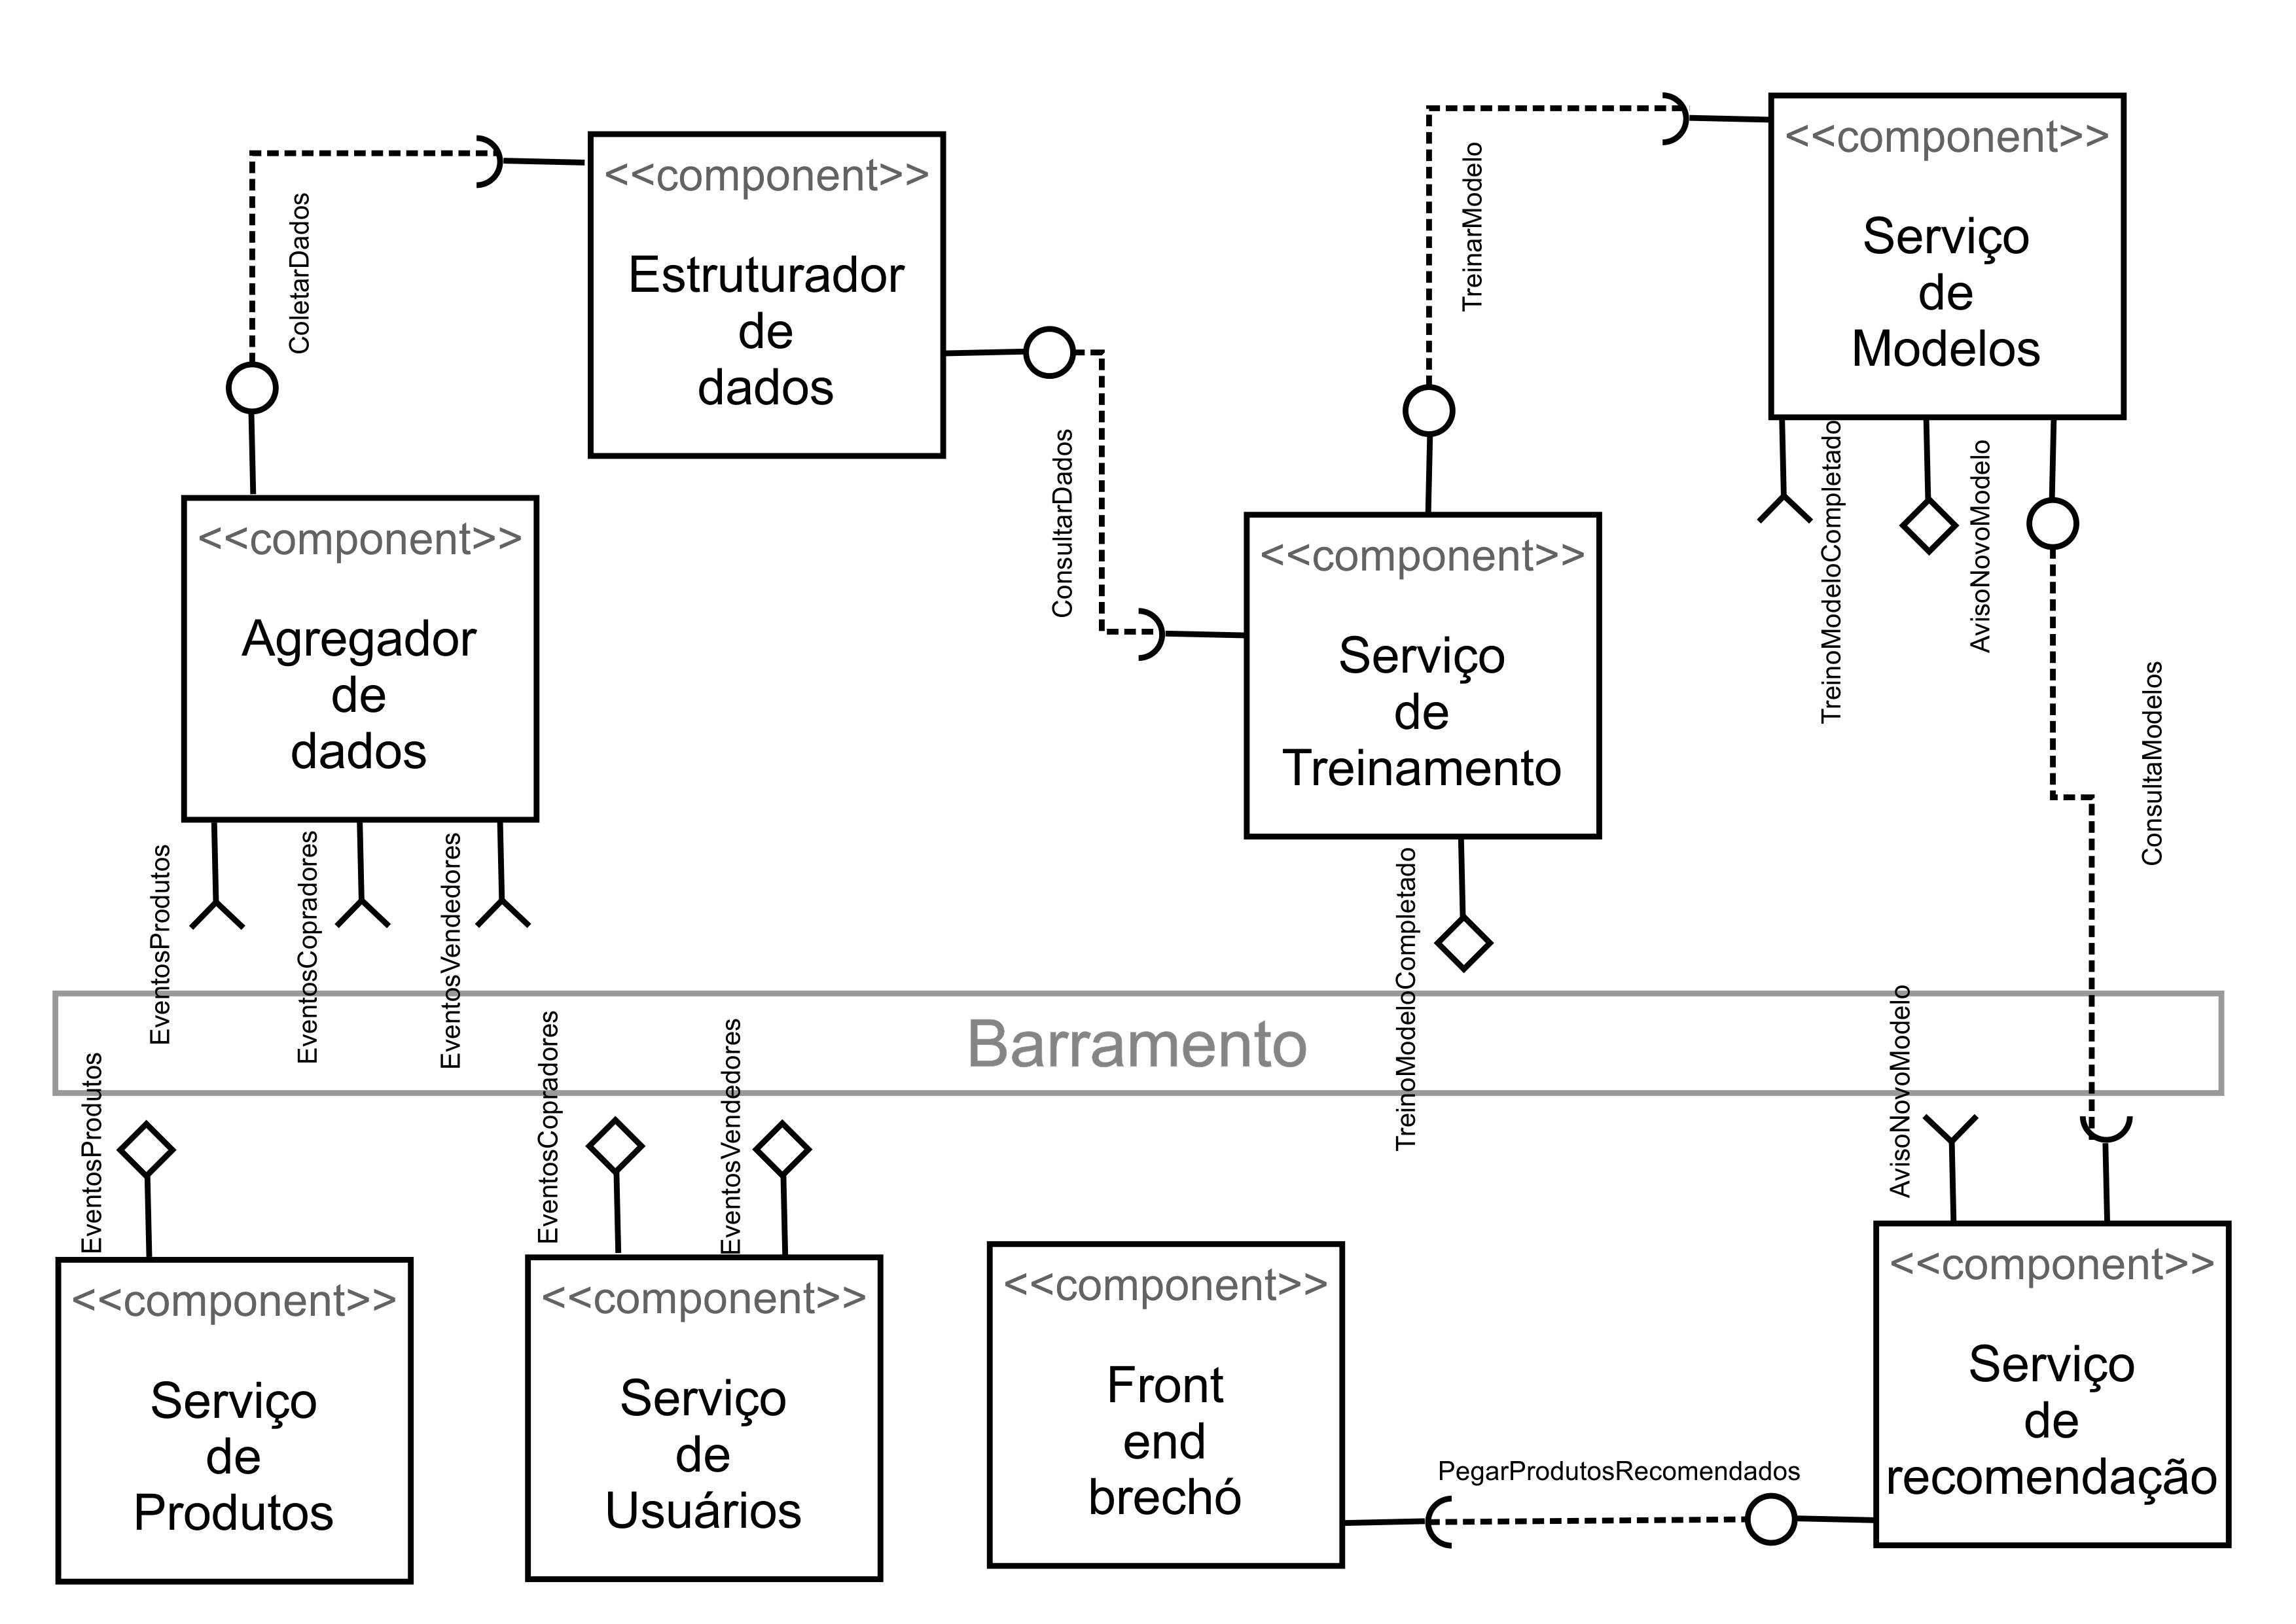 <<component>>
Estruturador
de
dados
<<component>>
Serviço
de
Modelos
ColetarDados
TreinarModelo
ConsultarDados
TreinoModeloCompletado
AvisoNovoModelo
ConsultaModelos
<<component>>
Agregador
de
dados
<<component>>
Serviço
de
Treinamento
EventosProdutos
EventosCopradores
EventosVendedores
TreinoModeloCompletado
Barramento
AvisoNovoModelo
EventosProdutos
EventosCopradores
EventosVendedores
<<component>>
Serviço
de
Produtos
<<component>>
Serviço
de
Usuários
<<component>>
Front
end
brechó
PegarProdutosRecomendados
<<component>>
Serviço
de
recomendação